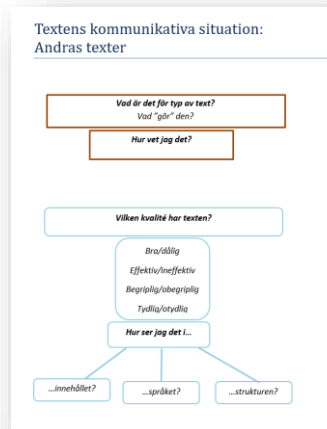 Textens kommunikativa situation:
Andras texter
Vad är det för typ av text?
Vad "gör" den?
Hur vet jag det?
Vilken kvalité har texten?
Bra/dålig
Effektiv/ineffektiv
Begriplig/obegriplig
Tydlig/otydlig
Hur ser jag det i...
...innehållet?
...språket?
...strukturen?